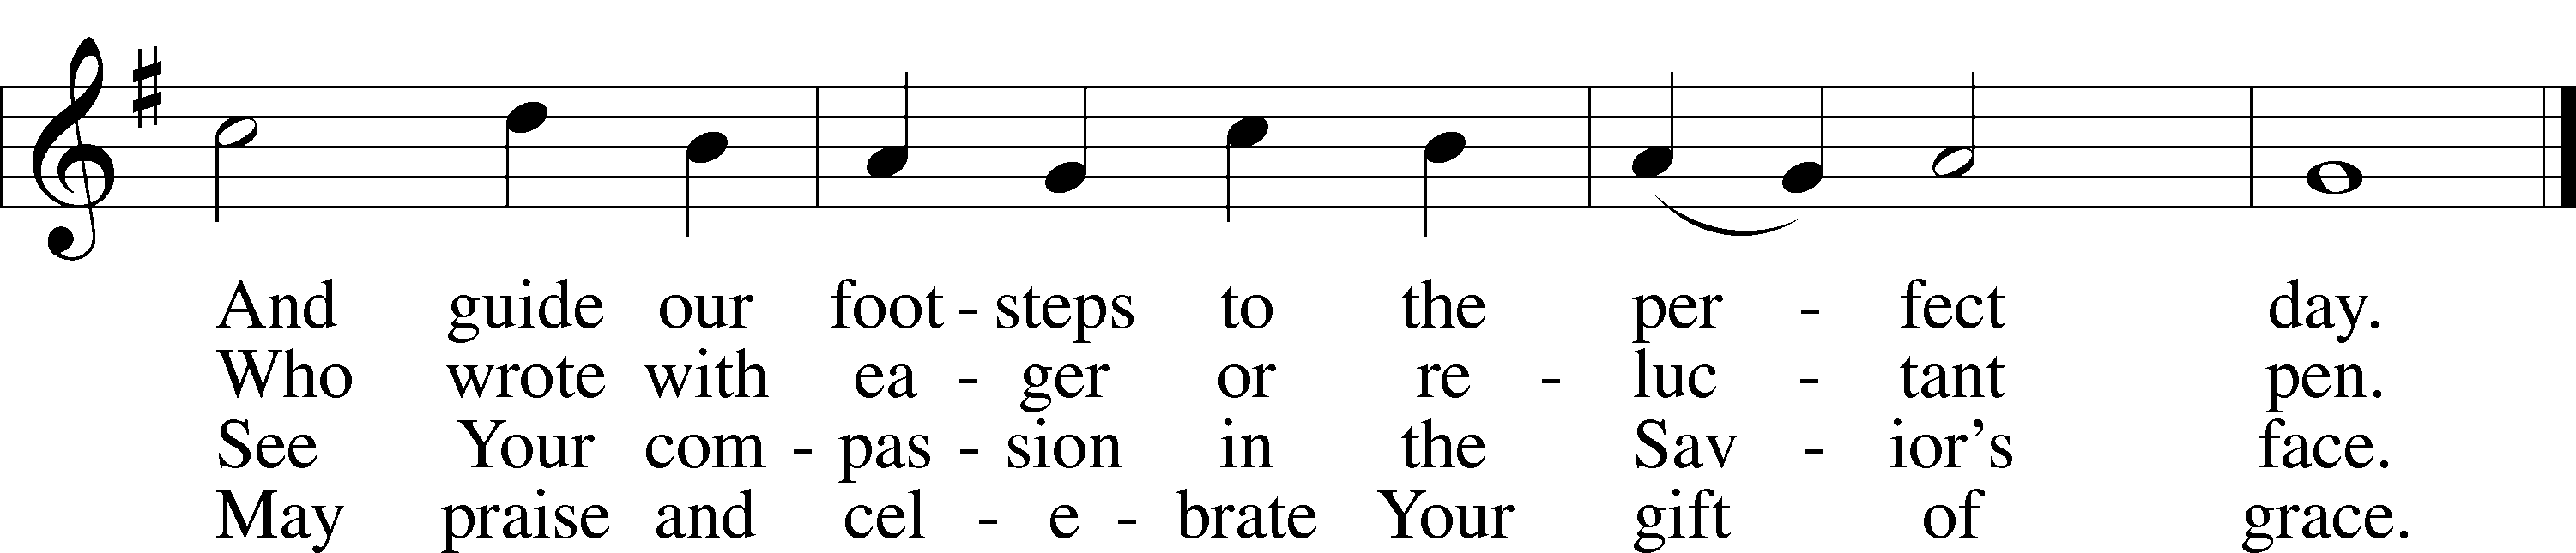 And guide our foot - steps to the per - fect day.
Who wrote with ea - ger or re - luc - tant pen.
See Your com - pas - sion in the Sav - ior's face.
May praise and cel - e - brate Your gift of grace.